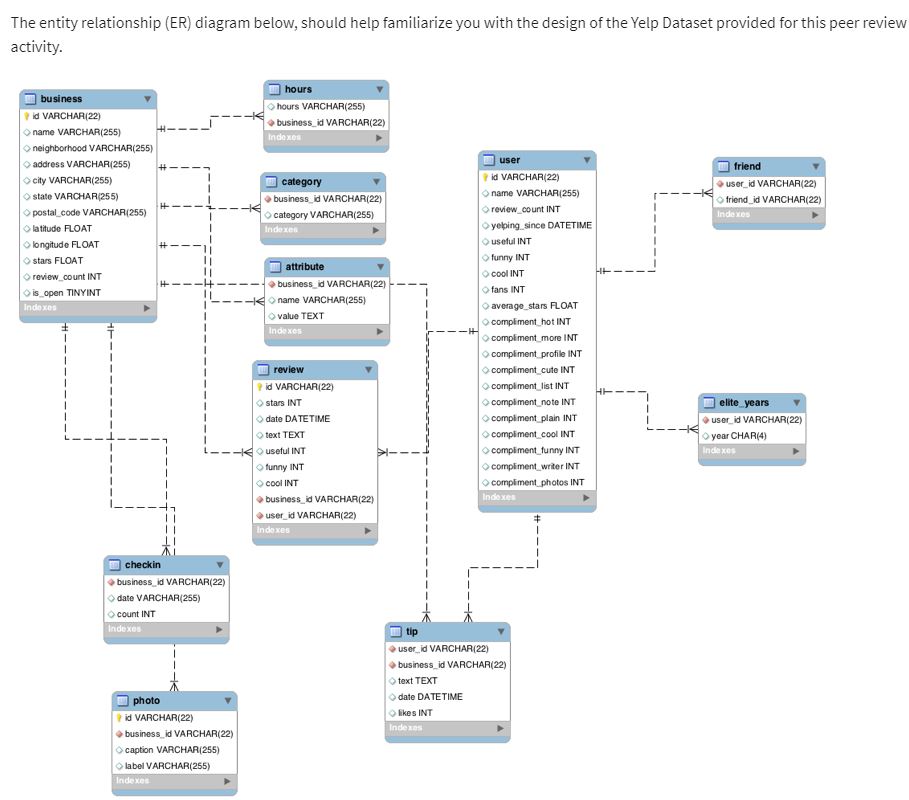 The entity relationship (ER) diagram below, should help familiarize you with the design of the Yelp Dataset provided for this peer review
activity.
business
id VARCHAR(22)
name VARCHAR(255)
neighborhood VARCHAR(255)
address VARCHAR(255)
city VARCHAR(255)
state VARCHAR(255)
postal_code VARCHAR(255)
latitude FLOAT
longitude FLOAT
stars FLOAT
review_count INT
is_open TINYINT
Indexes
hours
hours VARCHAR(255)
business_id VARCHAR(22)
Indexes
category
business_id VARCHAR(22)
category VARCHAR(255)
Indexes
attribute
business_id VARCHAR(22)
name VARCHAR(255)
value TEXT
Indexes
review
id VARCHAR(22)
stars INT
date DATETIME
text TEXT
useful INT
funny INT
cool INT
business_id VARCHAR(22)
user_id VARCHAR(22)
Indexes
user
id VARCHAR(22)
name VARCHAR(255)
review_count INT
yelping_since DATETIME
useful INT
funny INT
cool INT
fans INT
average_stars FLOAT
compliment_hot INT
compliment_more INT
compliment_profile INT
compliment_cute INT
compliment_list INT
compliment_note INT
compliment_plain INT
compliment_cool INT
compliment_funny INT
compliment_writer INT
compliment_photos INT
Indexes
friend
user_id VARCHAR(22)
friend_id VARCHAR(22)
Indexes
elite_years
user_id VARCHAR(22)
year CHAR(4)
Indexes
checkin
business_id VARCHAR(22)
date VARCHAR(255)
count INT
Indexes
tip
user_id VARCHAR(22)
business_id VARCHAR(22)
text TEXT
date DATETIME
likes INT
Indexes
photo
id VARCHAR(22)
business_id VARCHAR(22)
caption VARCHAR(255)
label VARCHAR(255)
Indexes